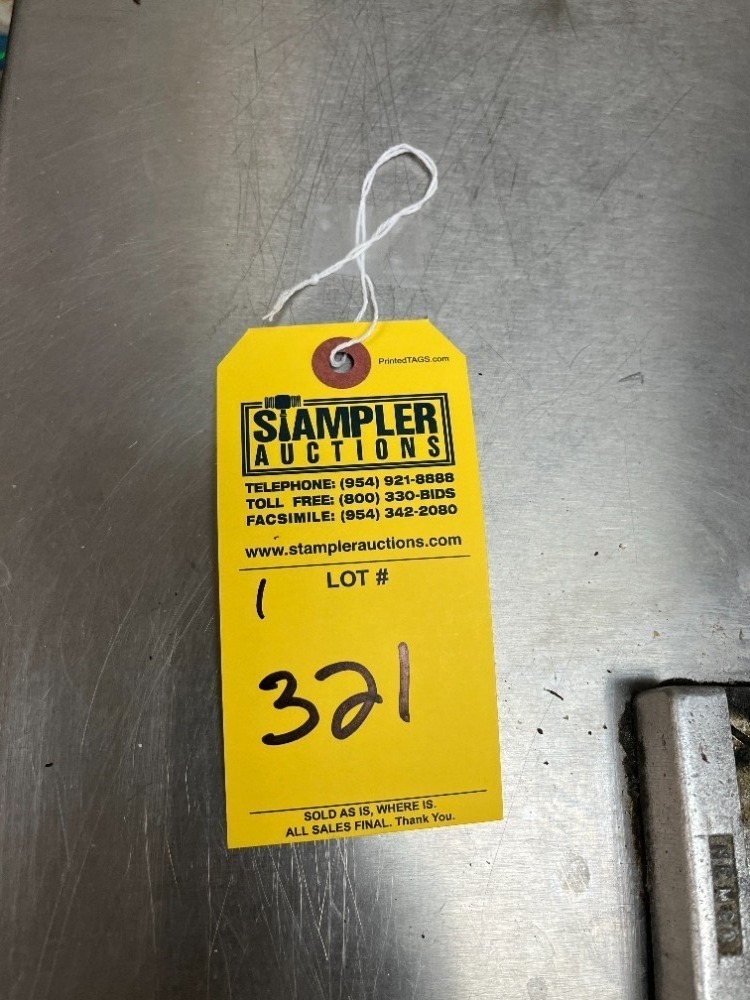 PrintedTAGS.com
STAMPLER
AUCTIONS
TELEPHONE: (954) 921-8888
TOLL FREE: (800) 330-BIDS
FACSIMILE: (954) 342-2080
www.stamplerauctions.com
LOT #
1
321
SOLD AS IS, WHERE IS.
ALL SALES FINAL. Thank You.